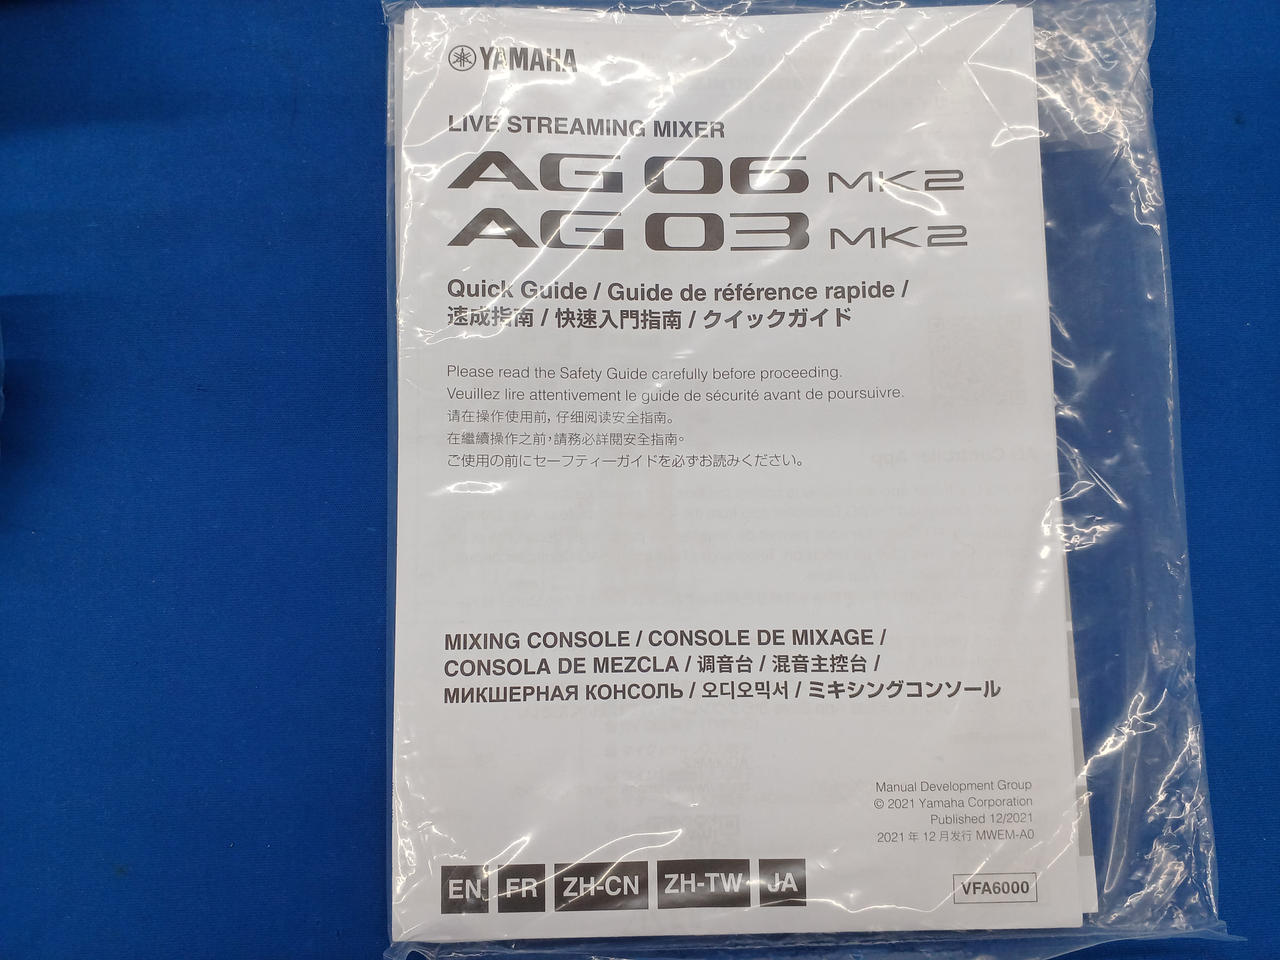 YAMAHA
LIVE STREAMING MIXER
AG06 MK2
AG03 MK2
Quick Guide / Guide de référence rapide /
速成指南 / 快速入門指南 / クイックガイド
Please read the Safety Guide carefully before proceeding.
Veuillez lire attentivement le guide de sécurité avant de poursuivre.
请在操作使用前, 仔细阅读安全指南。
在繼續操作之前,請務必詳閱安全指南。
ご使用の前にセーフティーガイドを必ずお読みください。
MIXING CONSOLE / CONSOLE DE MIXAGE /
CONSOLA DE MEZCLA / 调音台 / 混音主控台 /
МИКШЕРНАЯ КОНСОЛЬ / 오디오믹서 / ミキシングコンソール
Manual Development Group
© 2021 Yamaha Corporation
Published 12/2021
2021 年 12 月发行 MWEM-A0
EN FR ZH-CN ZH-TW JA
VFA6000